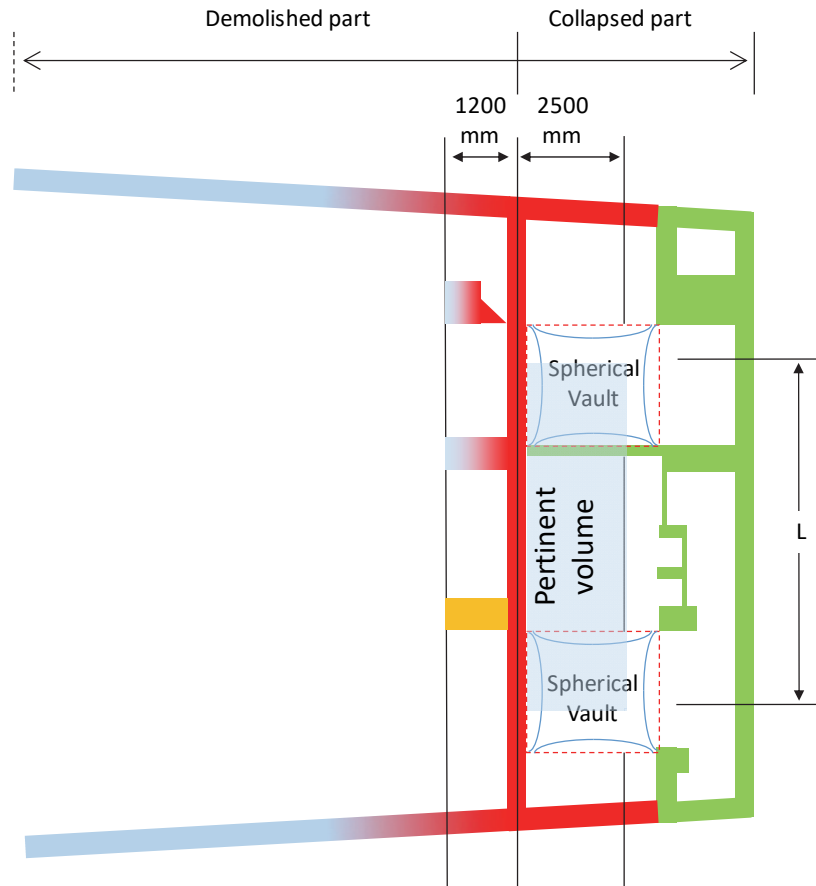 Demolished part
Collapsed part
1200
mm
2500
mm
Spherical
Vault
Pertinent
volume
L
Spherical
Vault